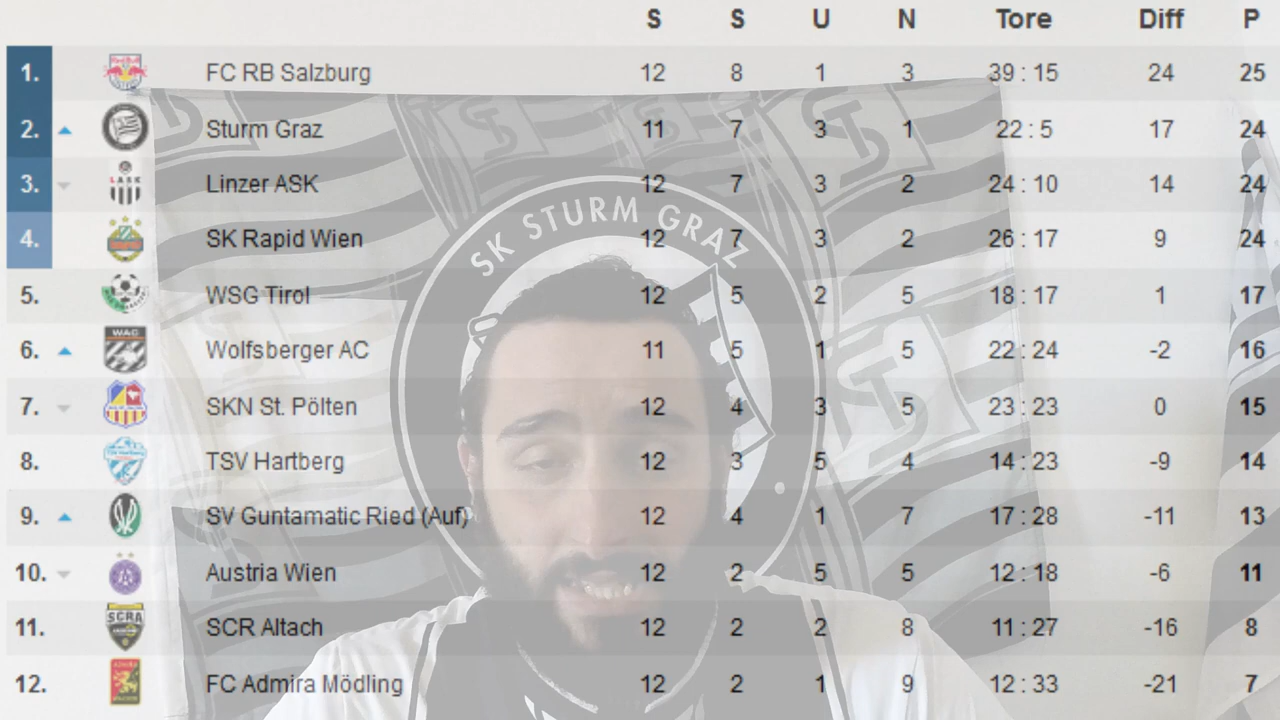 S S U N Tore Diff P
1. FC RB Salzburg 12 8 1 3 39 : 15 24 25
2. Sturm Graz 11 7 3 1 22 : 5 17 24
3. LASK Linzer ASK 12 7 3 2 24 : 10 14 24
4. SK Rapid Wien 12 7 3 2 26 : 17 9 24
5. WSG Tirol 12 5 2 5 18 : 17 1 17
6. WAC Wolfsberger AC 11 5 1 5 22 : 24 -2 16
7. SKN St. Pölten 12 4 3 5 23 : 23 0 15
8. TSV Hartberg 12 3 5 4 14 : 23 -9 14
9. SV Guntamatic Ried (Auf) 12 4 1 7 17 : 28 -11 13
10. Austria Wien 12 2 5 5 12 : 18 -6 11
11. SCRA SCR Altach 12 2 2 8 11 : 27 -16 8
12. ADMIRA FC Admira Mödling 12 2 1 9 12 : 33 -21 7
SK STURM GRAZ